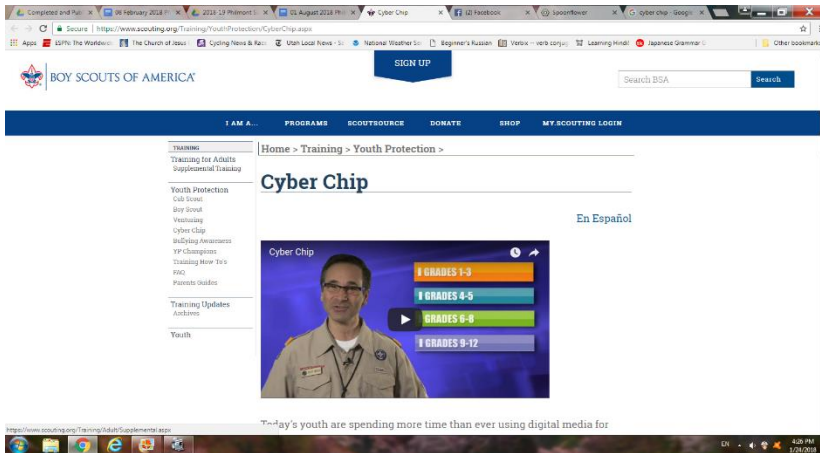 Completed and Pub
06 February 2018 P
2018-19 Philmont S
01 August 2018 Phil
Cyber Chip
(2) Facebook
Spoonflower
cyber chip - Google
Secure
https://www.scouting.org/Training/YouthProtection/CyberChip.aspx
Apps
ESPN: The Worldwide
The Church of Jesus
Cycling News & Race
Utah Local News - S
National Weather Se
Beginner's Russian
Verbix -- verb conjug
Learning Hindi!
Japanese Grammar G
Other bookmarks
BOY SCOUTS OF AMERICA
SIGN UP
Search BSA
Search
I AM A...
PROGRAMS
SCOUTSOURCE
DONATE
SHOP
MY.SCOUTING LOGIN
TRAINING
Training for Adults
Supplemental Training
Youth Protection
Cub Scout
Boy Scout
Venturing
Cyber Chip
Bullying Awareness
YP Champions
Training How To's
FAQ
Parents Guides
Training Updates
Archives
Youth
Home > Training > Youth Protection >
Cyber Chip
En Español
Cyber Chip
GRADES 1-3
GRADES 4-5
GRADES 6-8
GRADES 9-12
Today's youth are spending more time than ever using digital media for
https://www.scouting.org/Training/Adult/Supplemental.aspx
EN
4:26 PM
1/24/2018